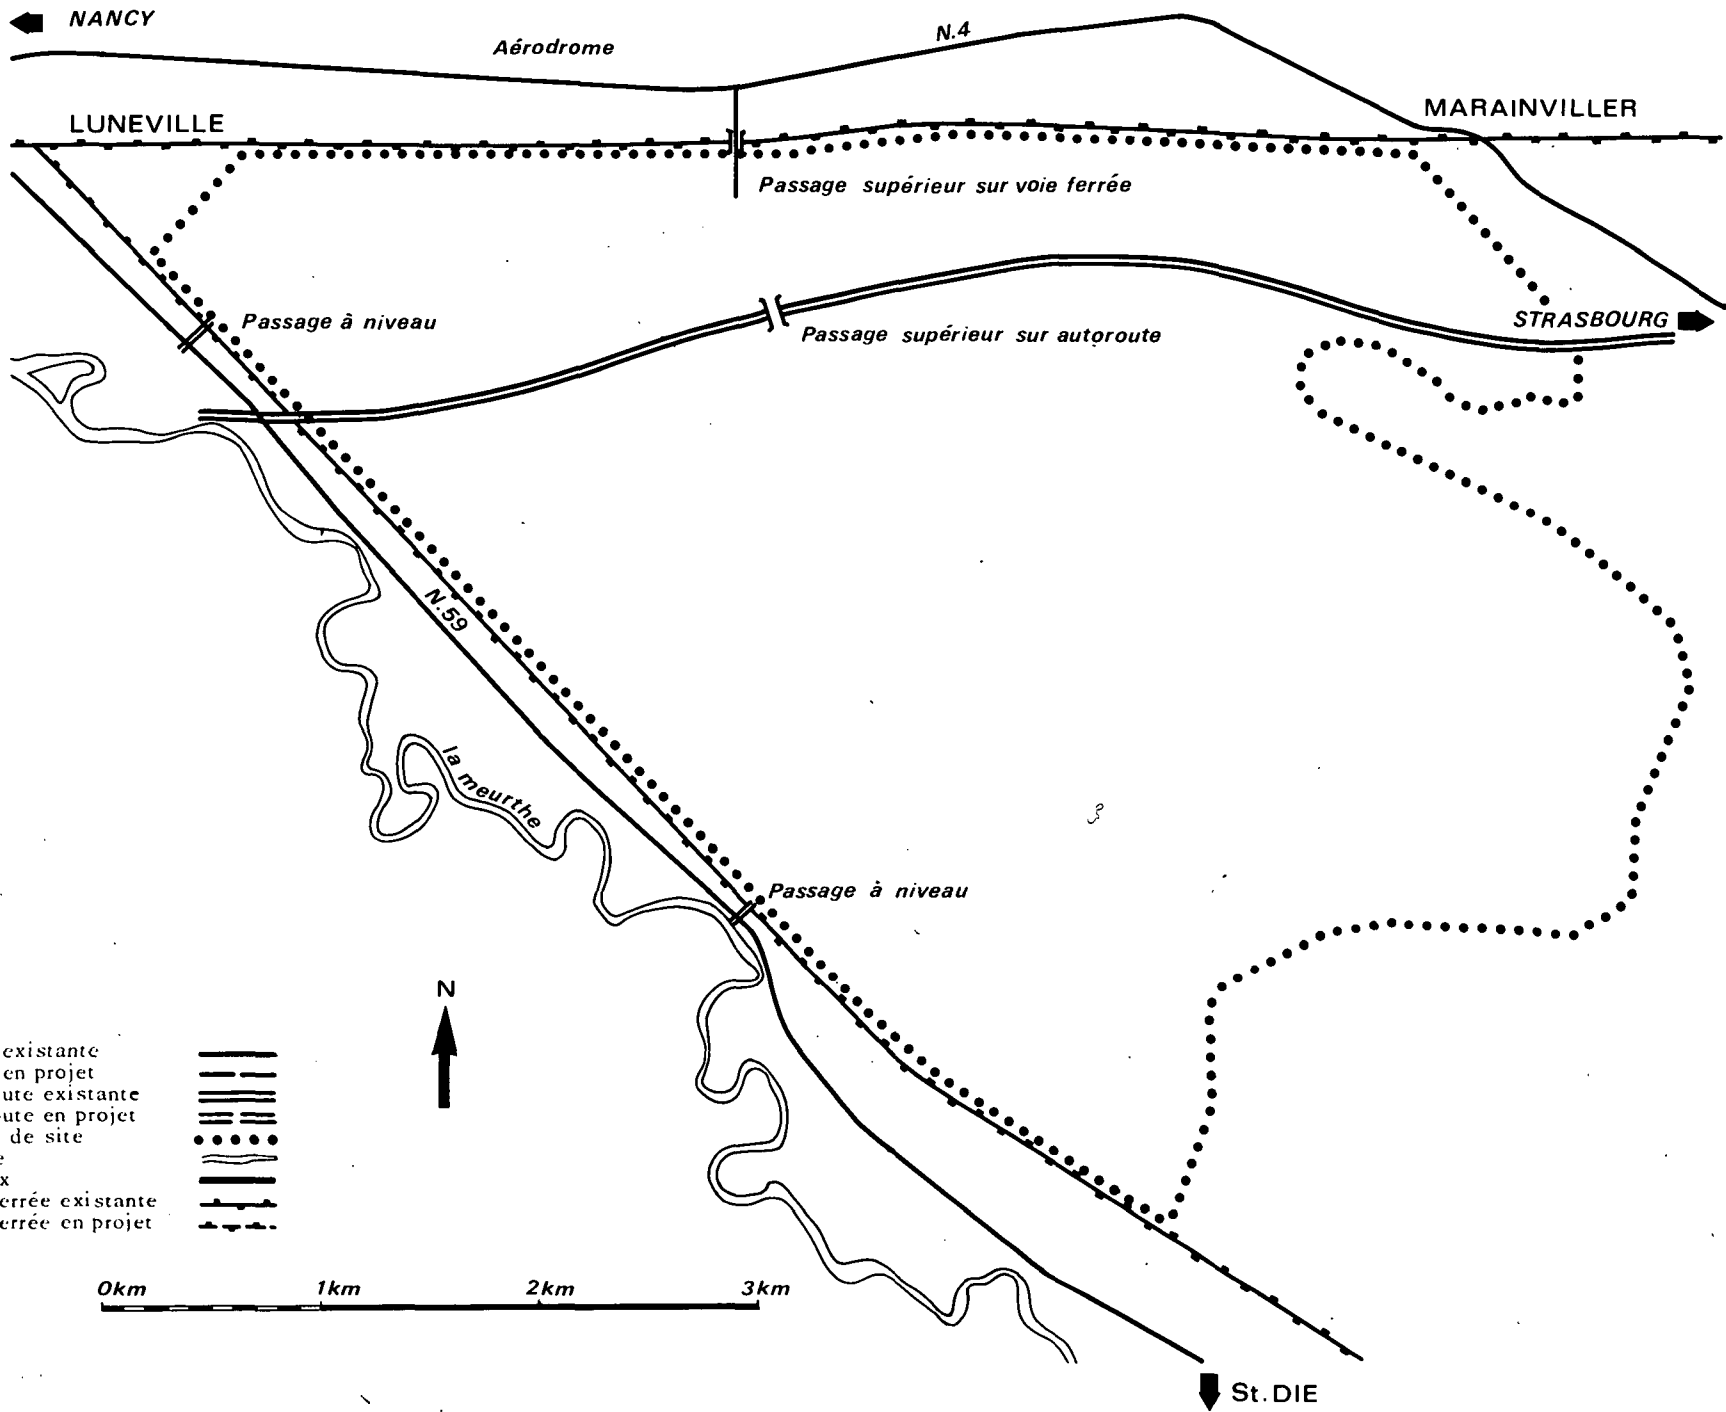 NANCY
Aérodrome
N.4
LUNEVILLE
MARAINVILLER
Passage supérieur sur voie ferrée
Passage à niveau
Passage supérieur sur autoroute
STRASBOURG
N.59
la meurthe
Passage à niveau
N
existante
en projet
ute existante
ute en projet
de site
e
x
errée existante
errée en projet
0km 1km 2km 3km
St.DIE